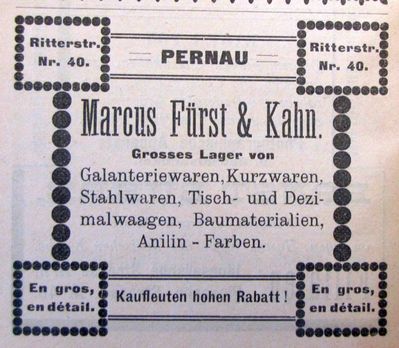 Ritterstr. Nr. 40.
— PERNAU —
Ritterstr. Nr. 40.
Marcus Fürst & Kahn.
Grosses Lager von
Galanteriewaren, Kurzwaren,
Stahlwaren, Tisch- und Dezi-
malwaagen, Baumaterialien,
Anilin - Farben.
En gros,
en détail.
Kaufleuten hohen Rabatt!
En gros,
en détail.